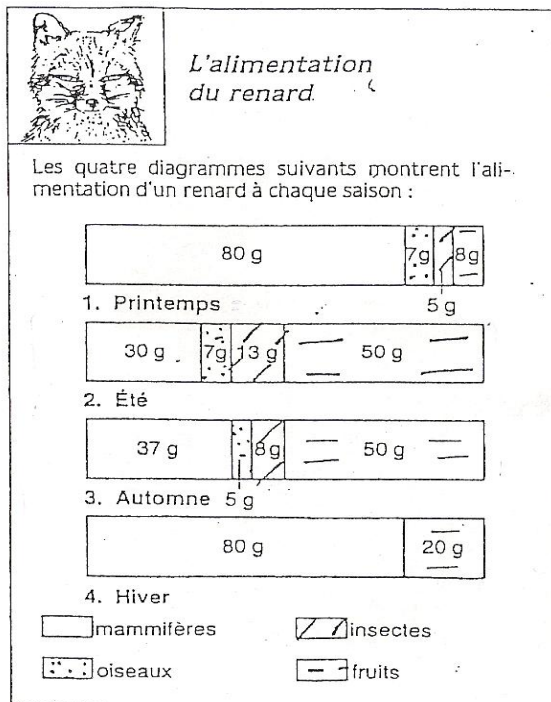 L'alimentation
du renard.
Les quatre diagrammes suivants montrent l'ali-
mentation d'un renard à chaque saison :
80 g 7g 8g
1. Printemps 5 g
30 g 7g 13 g 50 g
2. Été
37 g 8g 50 g
3. Automne 5 g
80 g 20 g
4. Hiver
mammifères insectes
oiseaux fruits